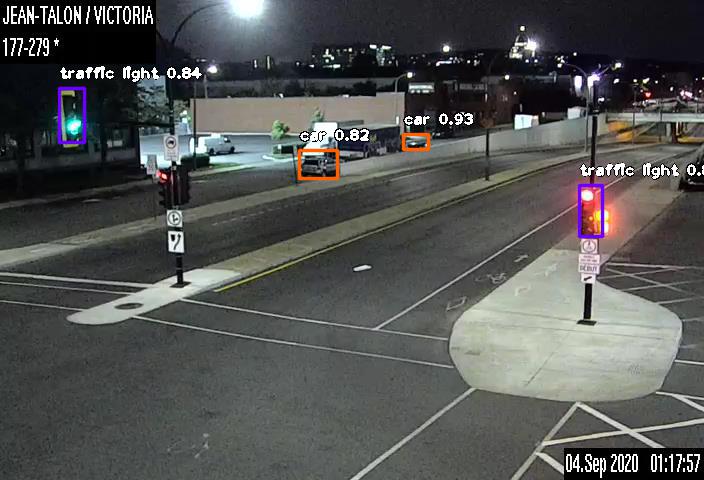 JEAN-TALON / VICTORIA
177-279 *
traffic light 0.84
car 0.82
car 0.93
traffic light 0.8
DÉBUT
04.Sep 2020 01:17:57